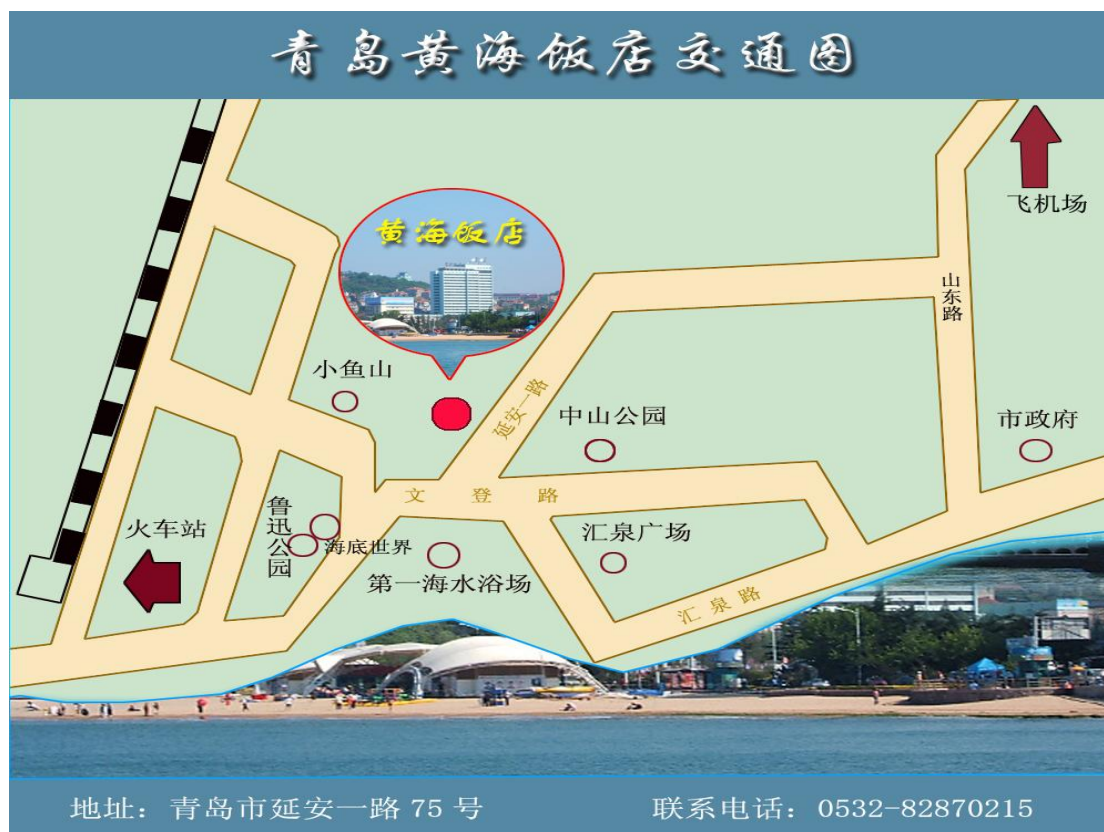 青岛黄海饭店交通图
飞机场
黄海饭店
山东路
小鱼山
延安一路
中山公园
市政府
文登路
鲁迅公园
火车站
海底世界
汇泉广场
第一海水浴场
汇泉路
地址：青岛市延安一路 75 号
联系电话：0532-82870215